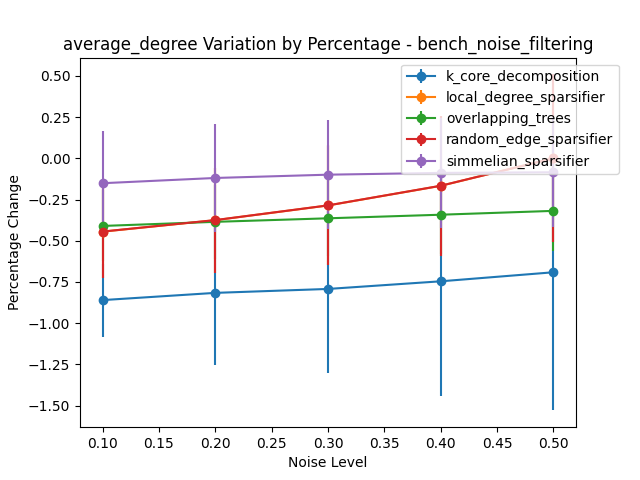 average_degree Variation by Percentage - bench_noise_filtering
k_core_decomposition
local_degree_sparsifier
overlapping_trees
random_edge_sparsifier
simmelian_sparsifier
Percentage Change
0.50
0.25
0.00
−0.25
−0.50
−0.75
−1.00
−1.25
−1.50
0.10 0.15 0.20 0.25 0.30 0.35 0.40 0.45 0.50
Noise Level